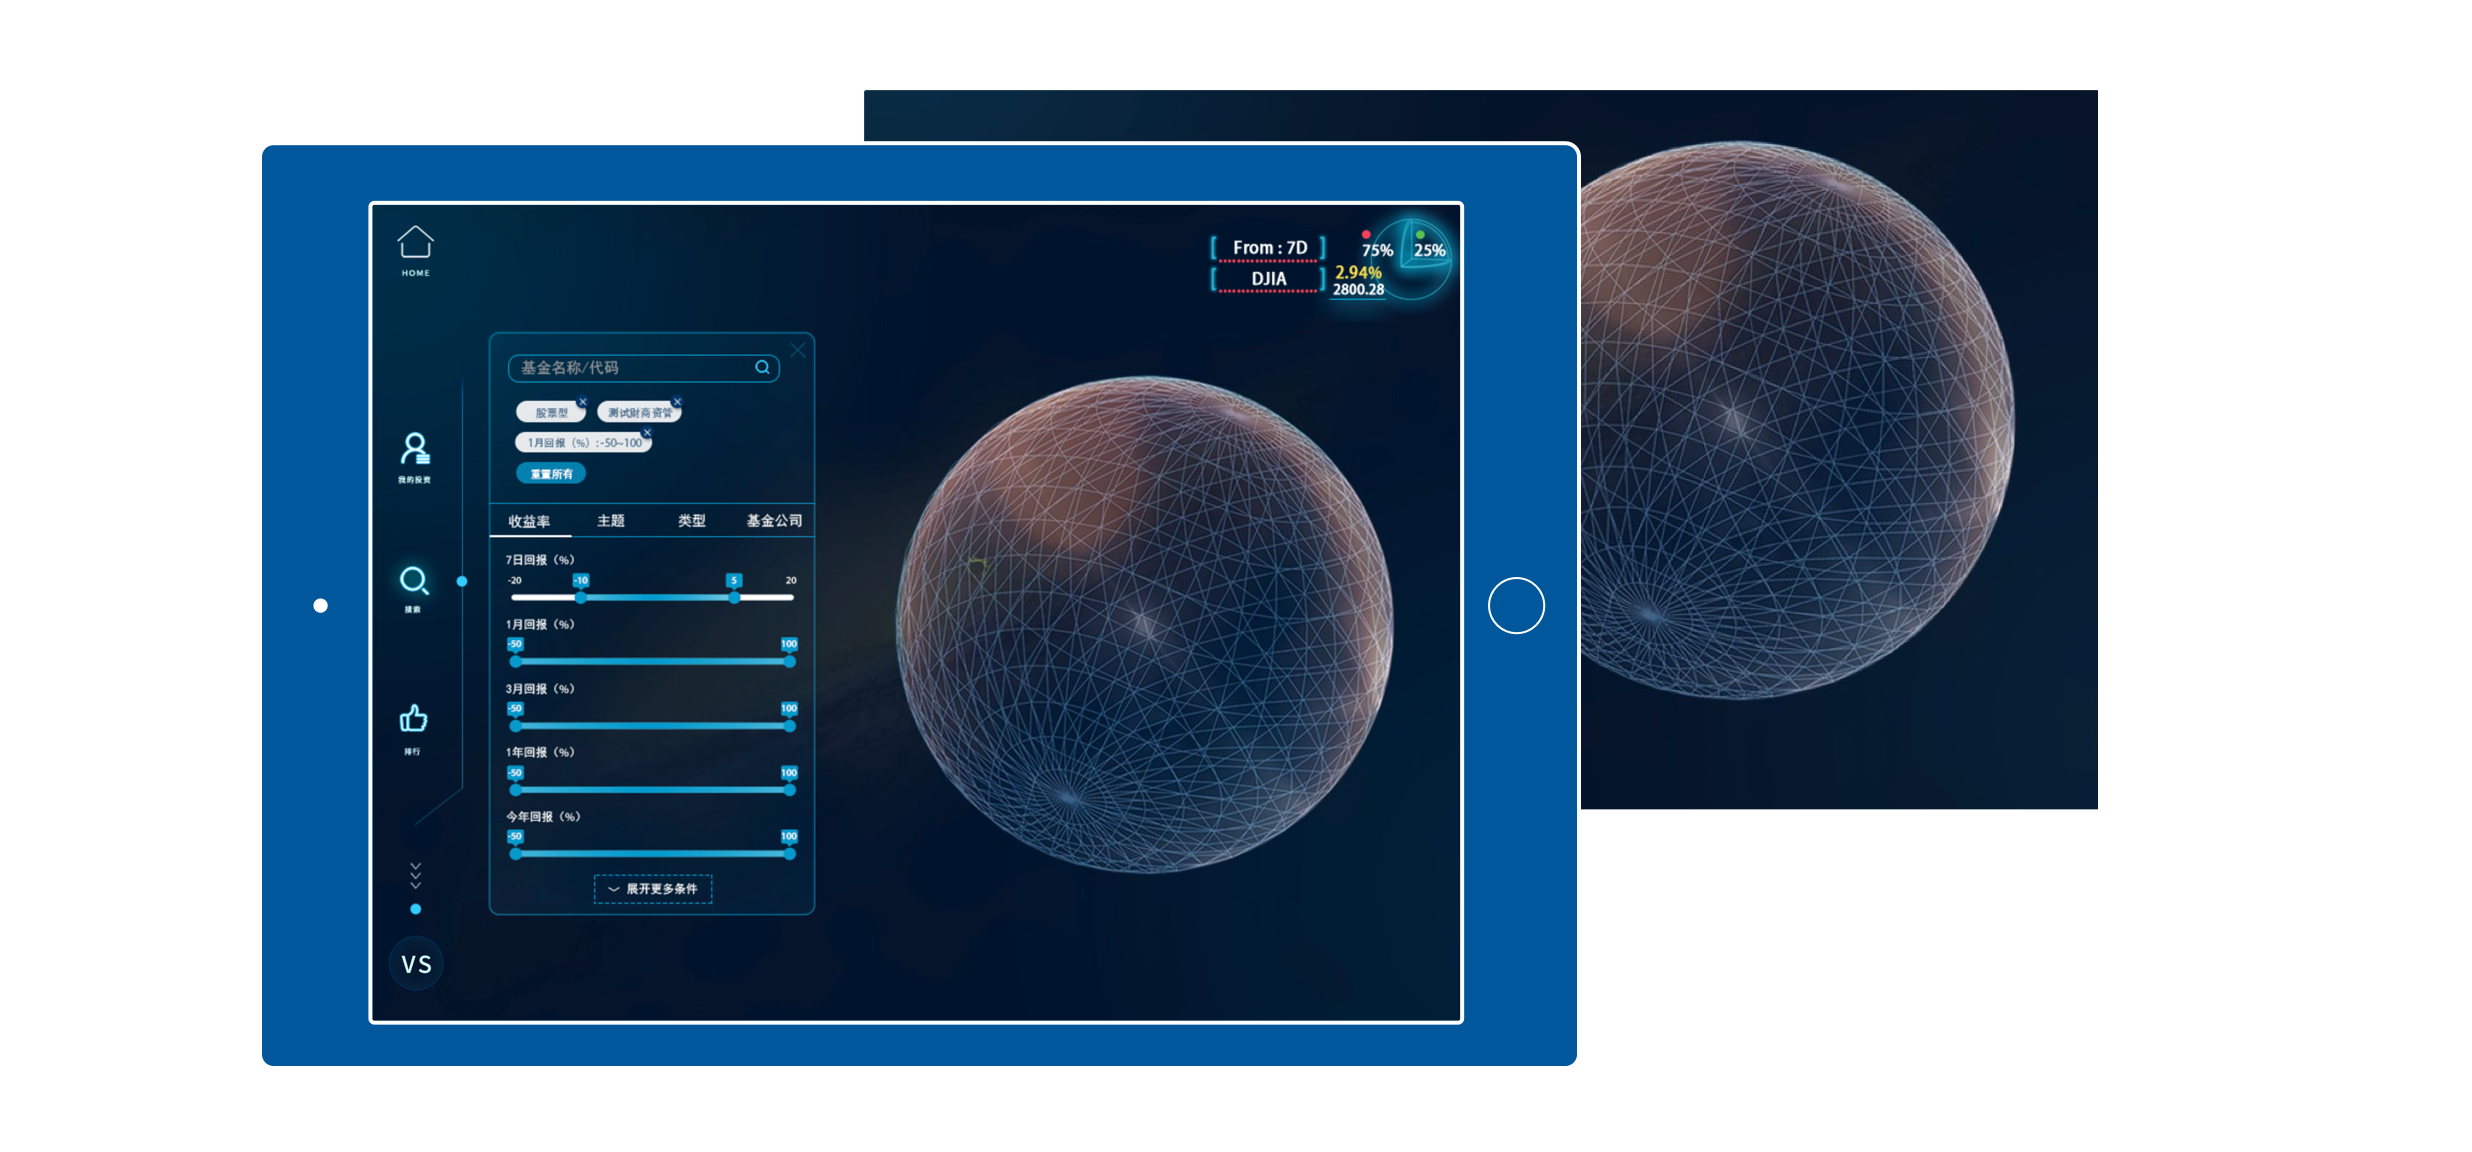 HOME
From : 7D
75%
25%
DJIA
2.94%
2800.28
基金名称/代码
股票型
测试财商资管
1月回报（%）:-50~100
重置所有
我的投资
搜索
排行
VS
收益率 主题 类型 基金公司
7日回报（%）
-20 -10 5 20
1月回报（%）
-50 100
3月回报（%）
-50 100
1年回报（%）
-50 100
今年回报（%）
-50 100
展开更多条件